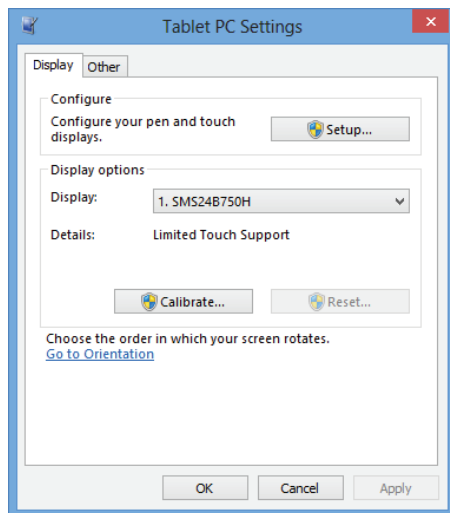 Tablet PC Settings
Display
Other
Configure
Configure your pen and touch
displays.
Setup...
Display options
Display:
1. SMS24B750H
Details:
Limited Touch Support
Calibrate...
Reset...
Choose the order in which your screen rotates.
Go to Orientation
OK
Cancel
Apply